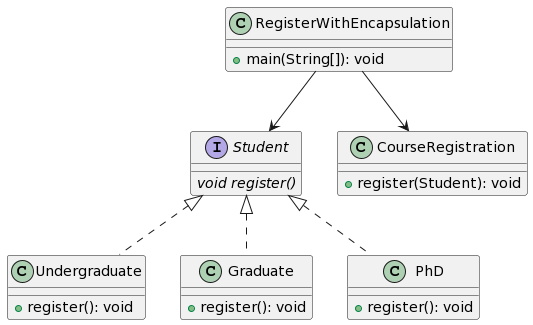 C RegisterWithEncapsulation
main(String[]): void
I Student
void register()
C CourseRegistration
register(Student): void
C Undergraduate
register(): void
C Graduate
register(): void
C PhD
register(): void